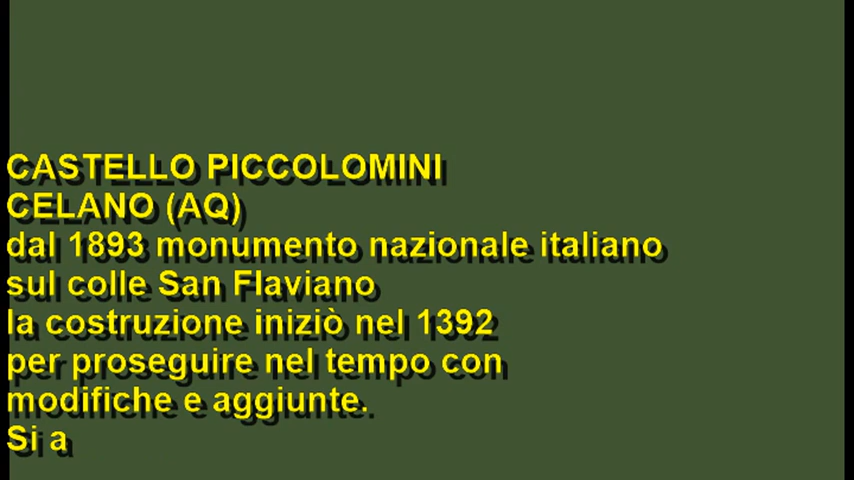 CASTELLO PICCOLOMINI
CELANO (AQ)
dal 1893 monumento nazionale italiano
sul colle San Flaviano
la costruzione iniziò nel 1392
per proseguire nel tempo con
modifiche e aggiunte.
Si a